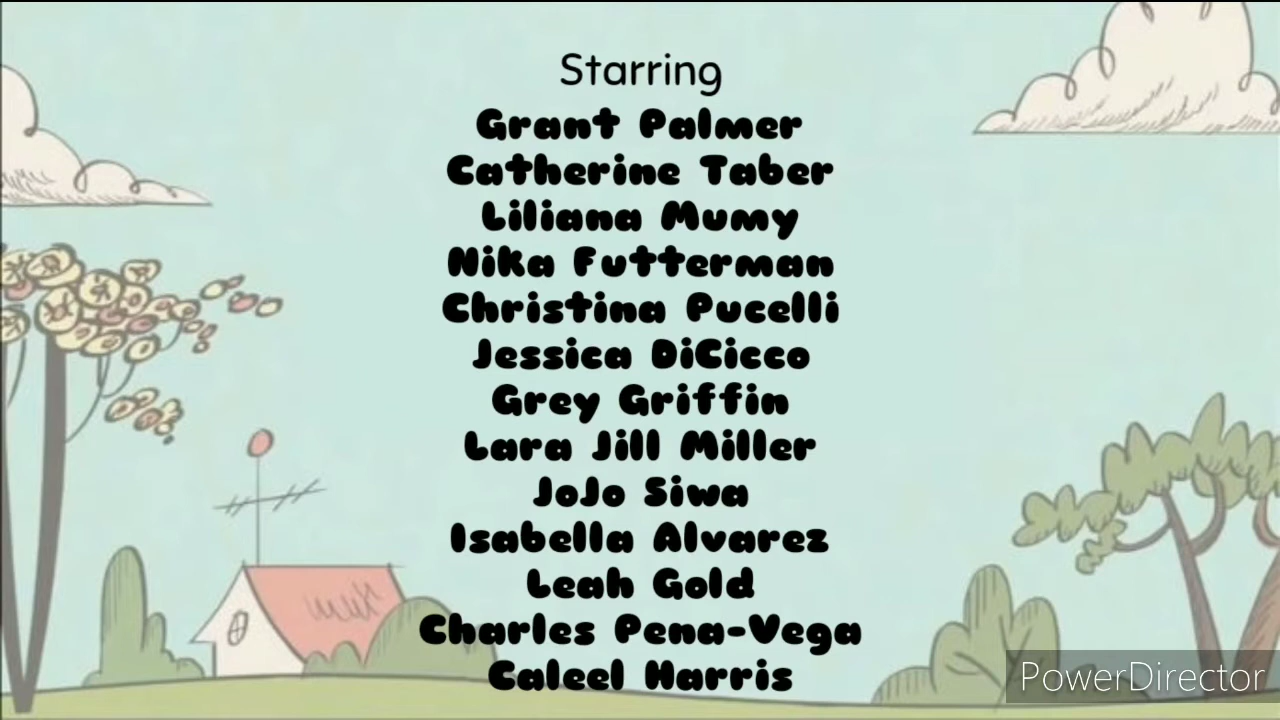 Starring
Grant Palmer
Catherine Taber
Liliana Mumy
Nika Futterman
Christina Pucelli
Jessica DiCicco
Grey Griffin
Lara Jill Miller
JoJo Siwa
Isabella Alvarez
Leah Gold
Charles Pena-Vega
Caleel Harris
PowerDirector